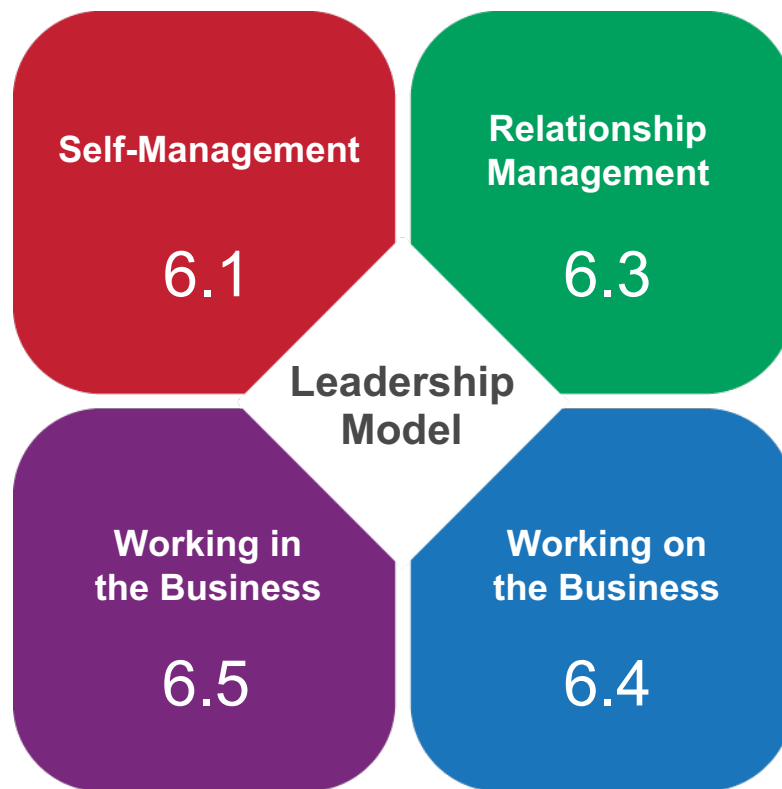 Self-Management
6.1
Relationship
Management
6.3
Leadership
Model
Working in
the Business
6.5
Working on
the Business
6.4